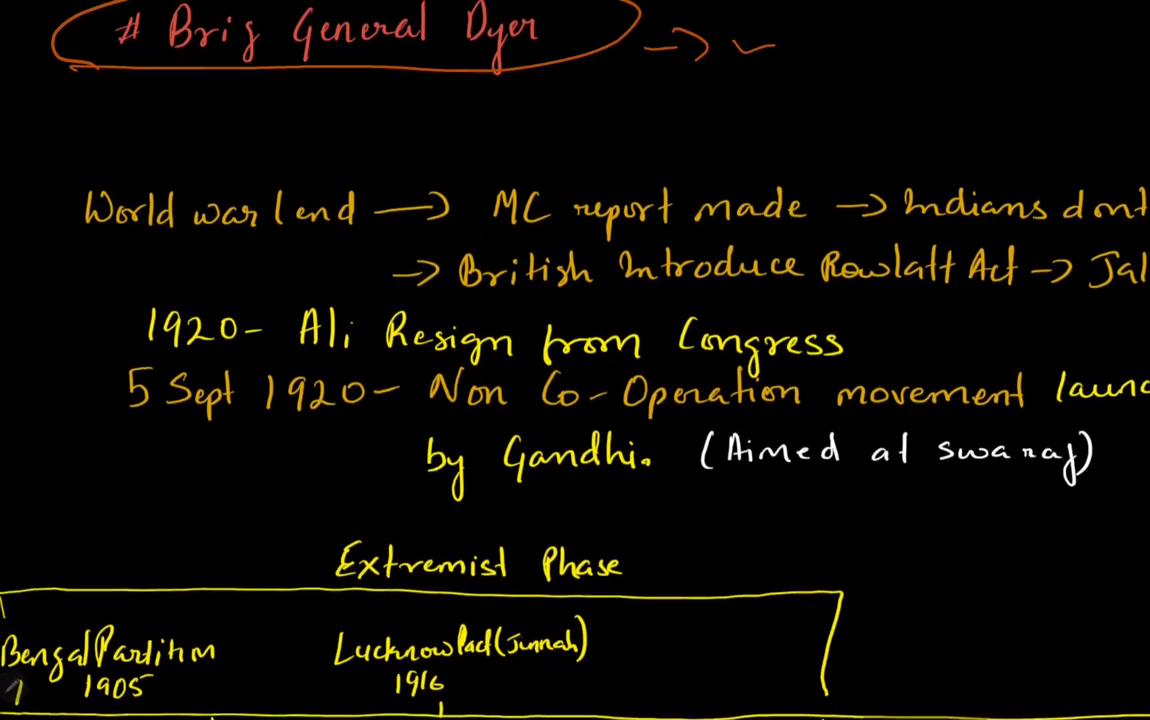 # Brig General Dyer →
World war 1 end → MC report made → Indians dont
→ British Introduce Rowlatt Act → Jal
1920- Ali Resign from Congress
5 Sept 1920- Non Co-Operation movement launc
by Gandhi. (Aimed at swaraj)
Extremist Phase
Bengal Partition Lucknow Pact (Jinnah)
1905 1916